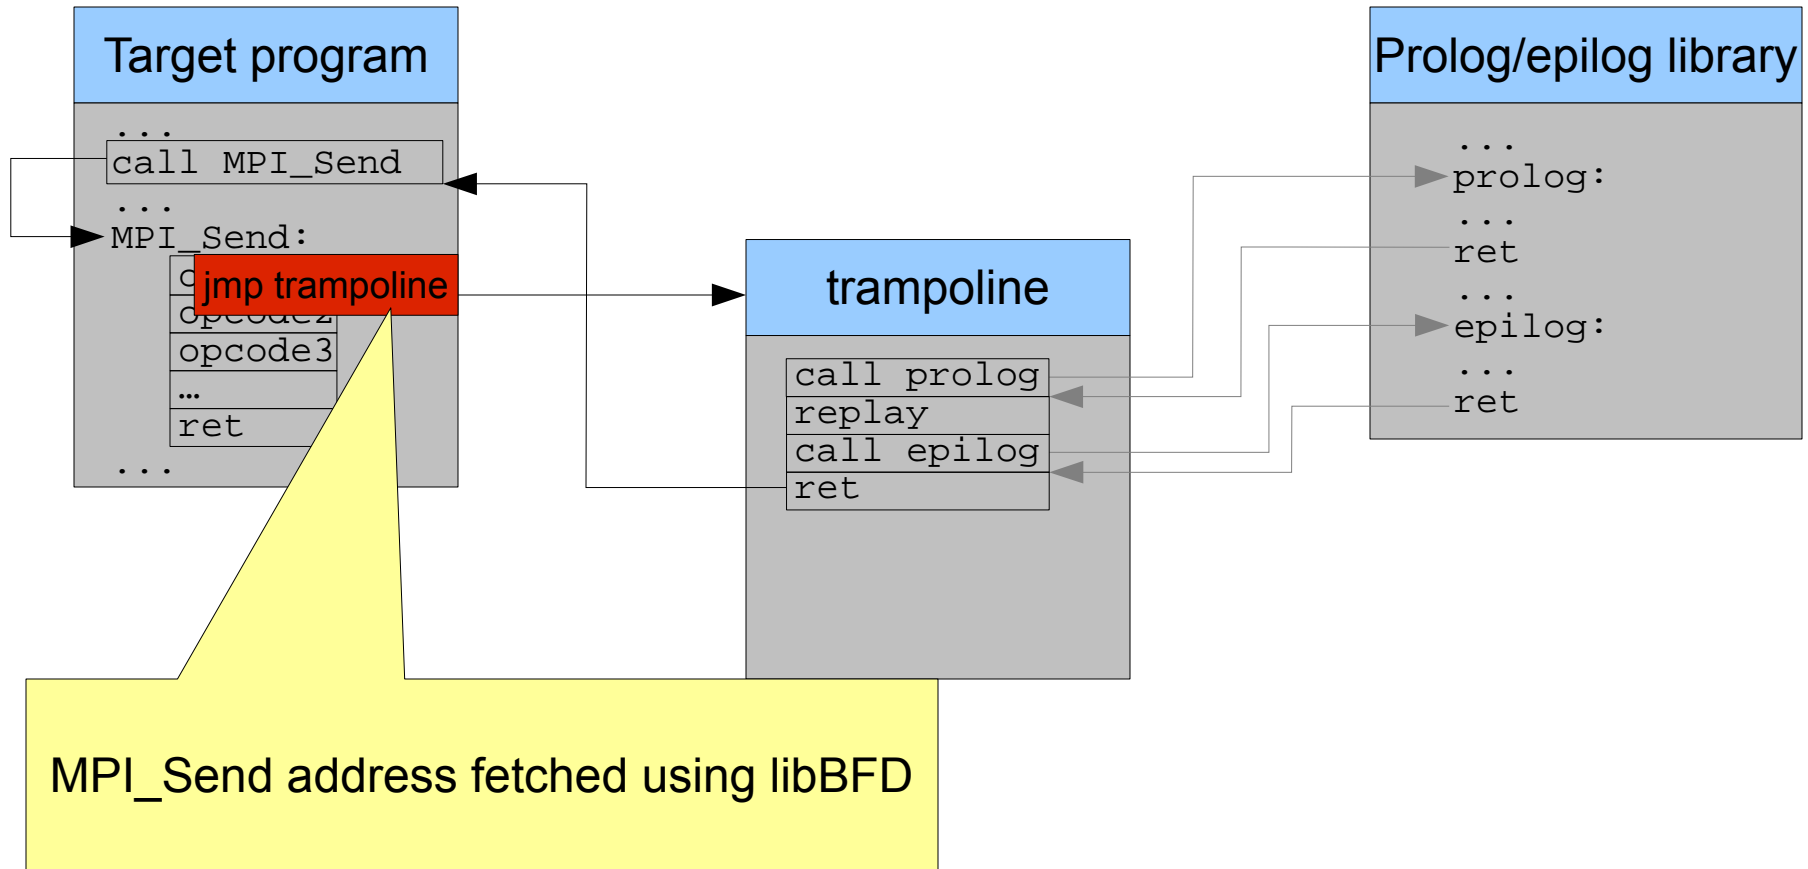 Target program
...
call MPI_Send
...
MPI_Send:
jmp trampoline
opcode2
opcode3
...
ret
...
trampoline
call prolog
replay
call epilog
ret
Prolog/epilog library
...
prolog:
...
ret
...
epilog:
...
ret
MPI_Send address fetched using libBFD